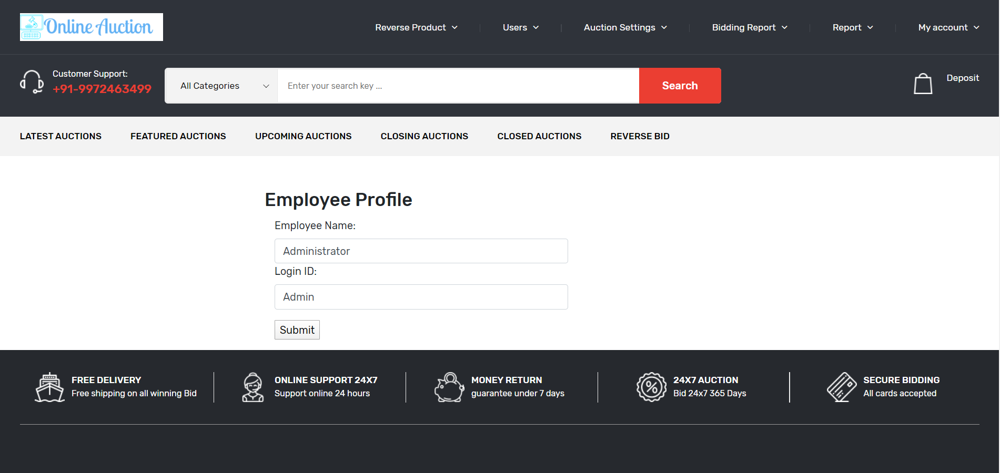 Online Auction
Reverse Product
Users
Auction Settings
Bidding Report
Report
My account
Customer Support:
+91-9972463499
All Categories
Enter your search key ...
Search
Deposit
LATEST AUCTIONS
FEATURED AUCTIONS
UPCOMING AUCTIONS
CLOSING AUCTIONS
CLOSED AUCTIONS
REVERSE BID
Employee Profile
Employee Name:
Administrator
Login ID:
Admin
Submit
FREE DELIVERY
Free shipping on all winning Bid
ONLINE SUPPORT 24X7
Support online 24 hours
MONEY RETURN
guarantee under 7 days
24X7 AUCTION
Bid 24x7 365 Days
SECURE BIDDING
All cards accepted